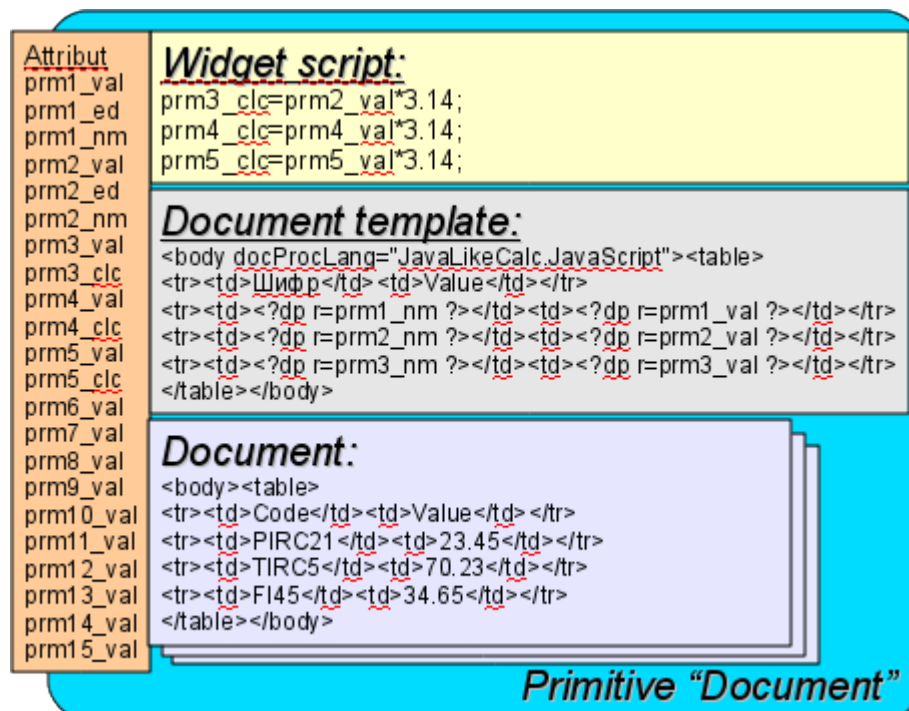 Attribut
prm1_val
prm1_ed
prm1_nm
prm2_val
prm2_ed
prm2_nm
prm3_val
prm3_clc
prm4_val
prm4_clc
prm5_val
prm5_clc
prm6_val
prm7_val
prm8_val
prm9_val
prm10_val
prm11_val
prm12_val
prm13_val
prm14_val
prm15_val
Widget script:
prm3_clc=prm2_val*3.14;
prm4_clc=prm4_val*3.14;
prm5_clc=prm5_val*3.14;
Document template:
<body docProcLang="JavaLikeCalc.JavaScript"><table>
<tr><td>Шифр</td><td>Value</td></tr>
<tr><td><?dp r=prm1_nm ?></td><td><?dp r=prm1_val ?></td></tr>
<tr><td><?dp r=prm2_nm ?></td><td><?dp r=prm2_val ?></td></tr>
<tr><td><?dp r=prm3_nm ?></td><td><?dp r=prm3_val ?></td></tr>
</table></body>
Document:
<body><table>
<tr><td>Code</td><td>Value</td></tr>
<tr><td>PIRC21</td><td>23.45</td></tr>
<tr><td>TIRC5</td><td>70.23</td></tr>
<tr><td>FI45</td><td>34.65</td></tr>
</table></body>
Primitive “Document”